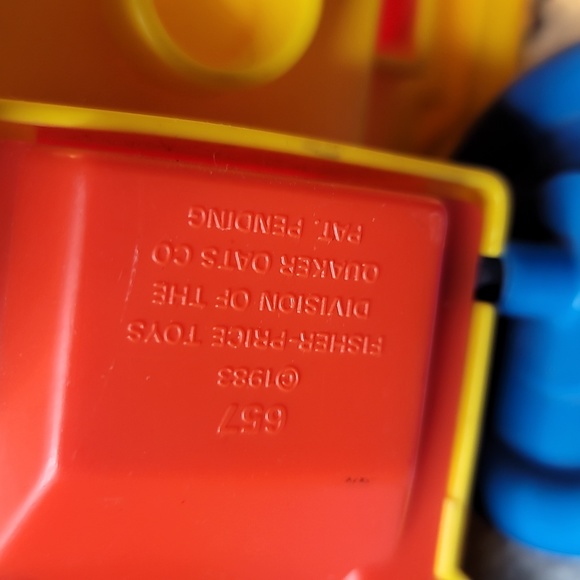 657
©1983
FISHER-PRICE TOYS
DIVISION OF THE
QUAKER OATS CO
PAT. PENDING